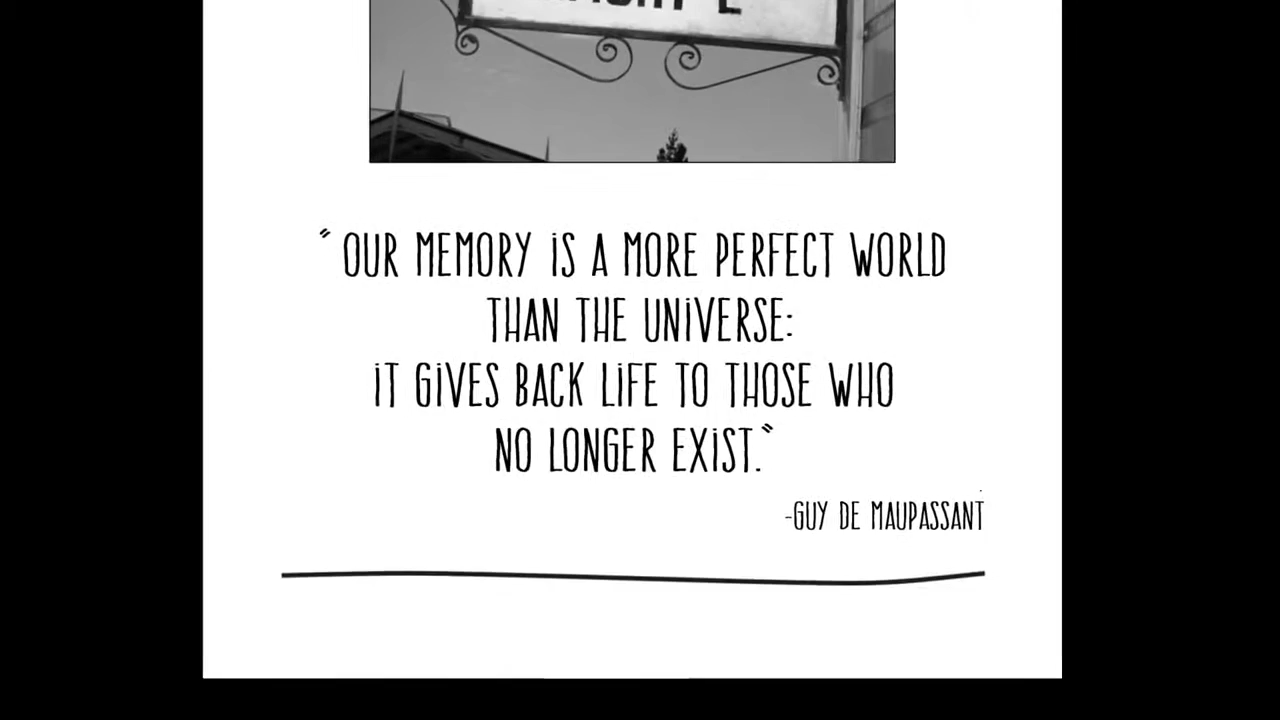 "OUR MEMORY iS A MORE PERFECT WORLD
THAN THE UNiVERSE:
iT GiVES BACK LiFE TO THOSE WHO
NO LONGER EXiST."
-GUY DE MAUPASSANT